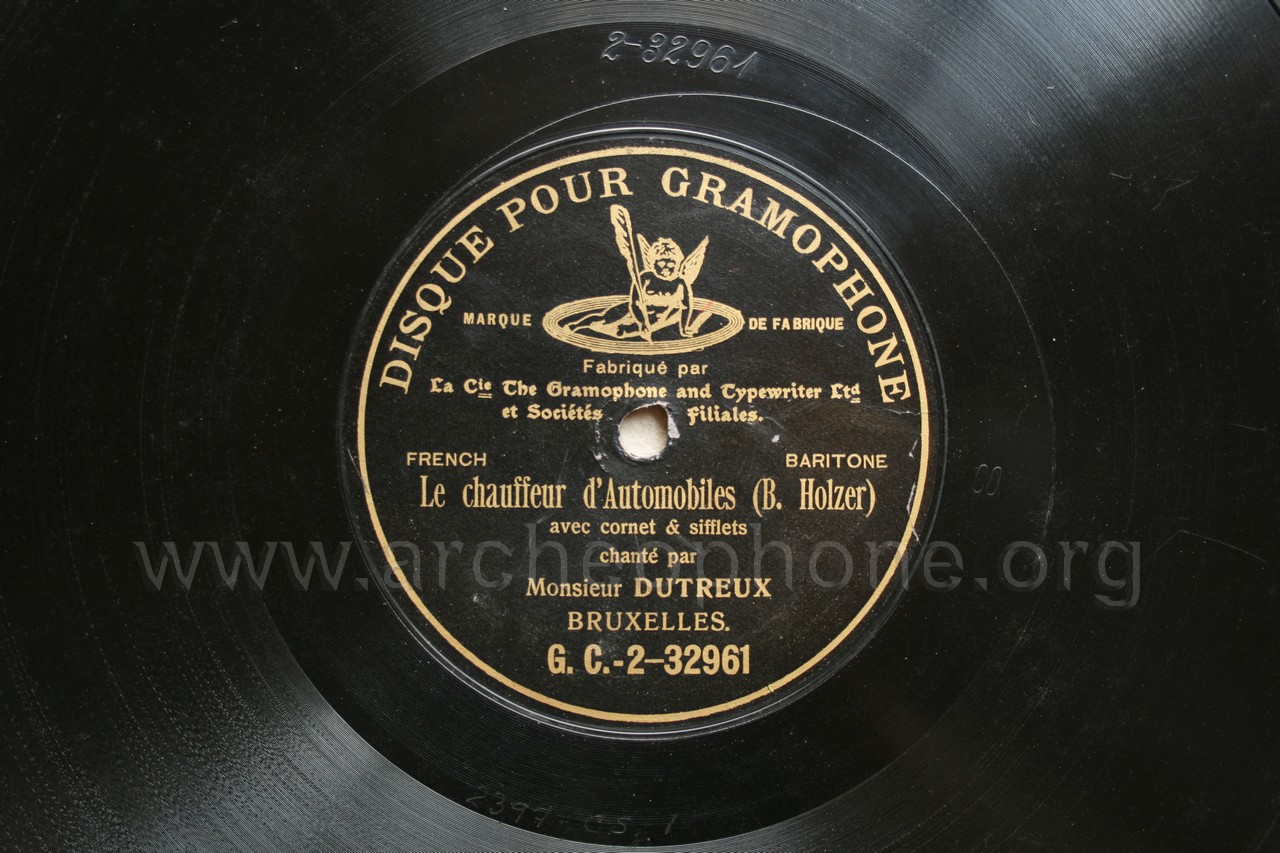 2-32961
DISQUE POUR GRAMOPHONE
MARQUE DE FABRIQUE
Fabriqué par
La Cie The Gramophone and Typewriter Ltd
et Sociétés filiales.
FRENCH BARITONE
Le chauffeur d'Automobiles (B. Holzer)
avec cornet & sifflets
chanté par
www.archeophone.org
Monsieur DUTREUX
BRUXELLES.
G. C.-2-32961
8